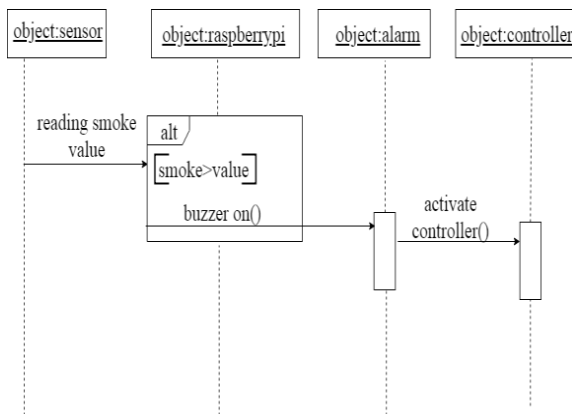 object:sensor
object:raspberrypi
object:alarm
object:controller
reading smoke
value
alt
[smoke>value]
buzzer on()
activate
controller()